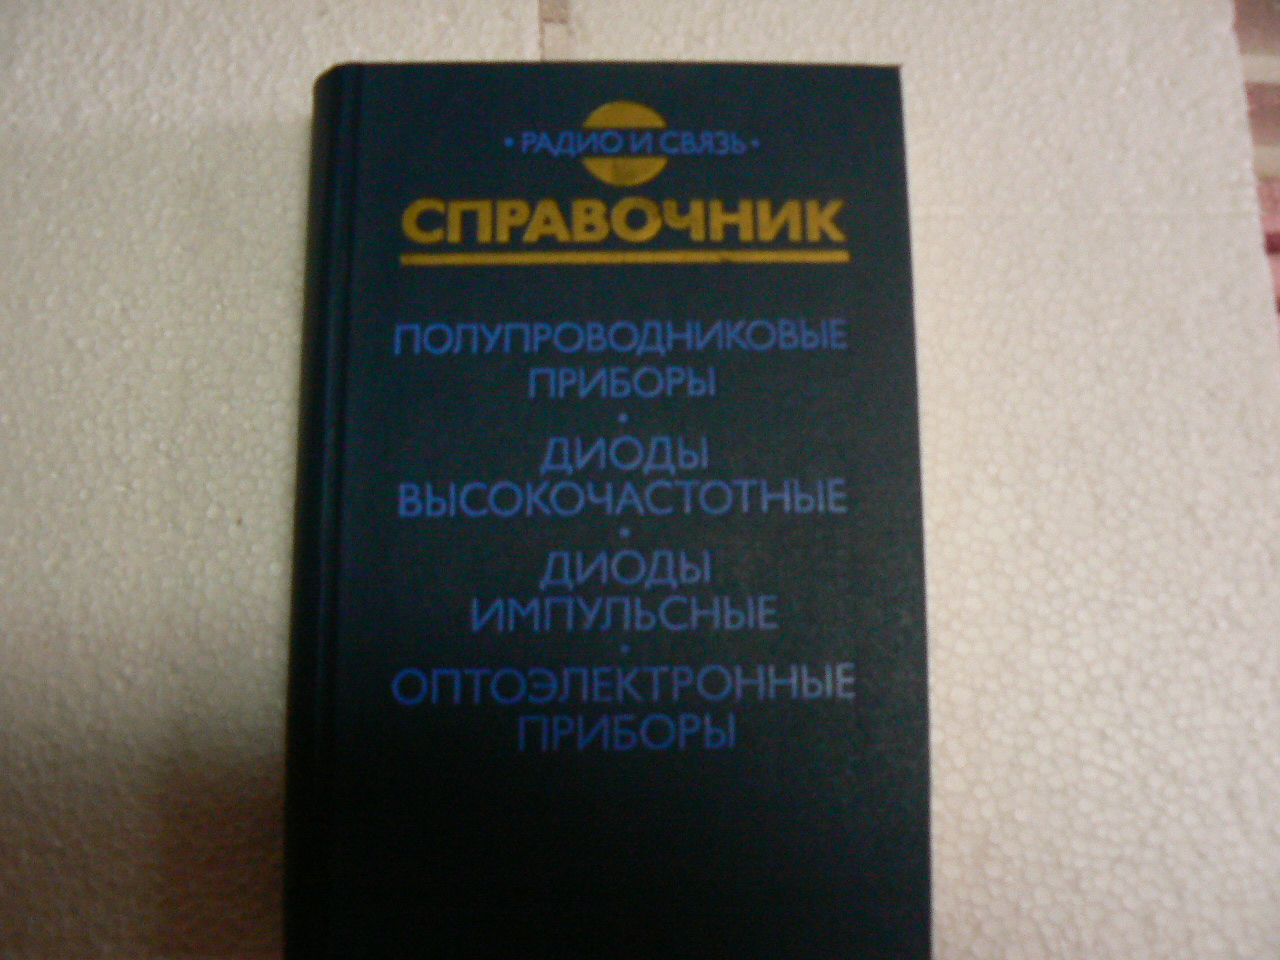 • РАДИО И СВЯЗЬ •
СПРАВОЧНИК
ПОЛУПРОВОДНИКОВЫЕ
ПРИБОРЫ
•
ДИОДЫ
ВЫСОКОЧАСТОТНЫЕ
•
ДИОДЫ
ИМПУЛЬСНЫЕ
•
ОПТОЭЛЕКТРОННЫЕ
ПРИБОРЫ